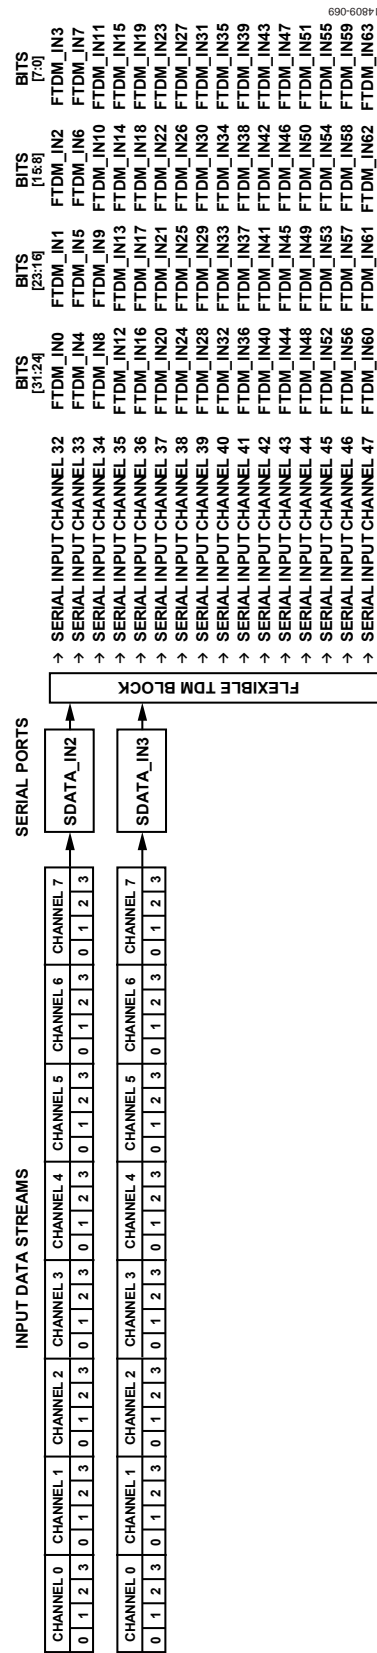 INPUT DATA STREAMS
SERIAL PORTS
BITS [31:24]
BITS [23:16]
BITS [15:8]
BITS [7:0]
CHANNEL 0 CHANNEL 1 CHANNEL 2 CHANNEL 3 CHANNEL 4 CHANNEL 5 CHANNEL 6 CHANNEL 7
0 1 2 3 0 1 2 3 0 1 2 3 0 1 2 3 0 1 2 3 0 1 2 3 0 1 2 3 0 1 2 3
SDATA_IN2
CHANNEL 0 CHANNEL 1 CHANNEL 2 CHANNEL 3 CHANNEL 4 CHANNEL 5 CHANNEL 6 CHANNEL 7
0 1 2 3 0 1 2 3 0 1 2 3 0 1 2 3 0 1 2 3 0 1 2 3 0 1 2 3 0 1 2 3
SDATA_IN3
FLEXIBLE TDM BLOCK
→ SERIAL INPUT CHANNEL 32 FTDM_IN0 FTDM_IN1 FTDM_IN2 FTDM_IN3
→ SERIAL INPUT CHANNEL 33 FTDM_IN4 FTDM_IN5 FTDM_IN6 FTDM_IN7
→ SERIAL INPUT CHANNEL 34 FTDM_IN8 FTDM_IN9 FTDM_IN10 FTDM_IN11
→ SERIAL INPUT CHANNEL 35 FTDM_IN12 FTDM_IN13 FTDM_IN14 FTDM_IN15
→ SERIAL INPUT CHANNEL 36 FTDM_IN16 FTDM_IN17 FTDM_IN18 FTDM_IN19
→ SERIAL INPUT CHANNEL 37 FTDM_IN20 FTDM_IN21 FTDM_IN22 FTDM_IN23
→ SERIAL INPUT CHANNEL 38 FTDM_IN24 FTDM_IN25 FTDM_IN26 FTDM_IN27
→ SERIAL INPUT CHANNEL 39 FTDM_IN28 FTDM_IN29 FTDM_IN30 FTDM_IN31
→ SERIAL INPUT CHANNEL 40 FTDM_IN32 FTDM_IN33 FTDM_IN34 FTDM_IN35
→ SERIAL INPUT CHANNEL 41 FTDM_IN36 FTDM_IN37 FTDM_IN38 FTDM_IN39
→ SERIAL INPUT CHANNEL 42 FTDM_IN40 FTDM_IN41 FTDM_IN42 FTDM_IN43
→ SERIAL INPUT CHANNEL 43 FTDM_IN44 FTDM_IN45 FTDM_IN46 FTDM_IN47
→ SERIAL INPUT CHANNEL 44 FTDM_IN48 FTDM_IN49 FTDM_IN50 FTDM_IN51
→ SERIAL INPUT CHANNEL 45 FTDM_IN52 FTDM_IN53 FTDM_IN54 FTDM_IN55
→ SERIAL INPUT CHANNEL 46 FTDM_IN56 FTDM_IN57 FTDM_IN58 FTDM_IN59
→ SERIAL INPUT CHANNEL 47 FTDM_IN60 FTDM_IN61 FTDM_IN62 FTDM_IN63
14809-069